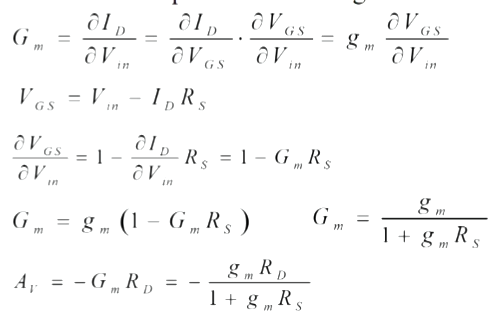 G_m = ∂I_D/∂V_in = ∂I_D/∂V_GS · ∂V_GS/∂V_in = g_m ∂V_GS/∂V_in
V_GS = V_in − I_D R_S
∂V_GS/∂V_in = 1 − ∂I_D/∂V_in R_S = 1 − G_m R_S
G_m = g_m (1 − G_m R_S) G_m = g_m/(1 + g_m R_S)
A_V = − G_m R_D = − g_m R_D/(1 + g_m R_S)